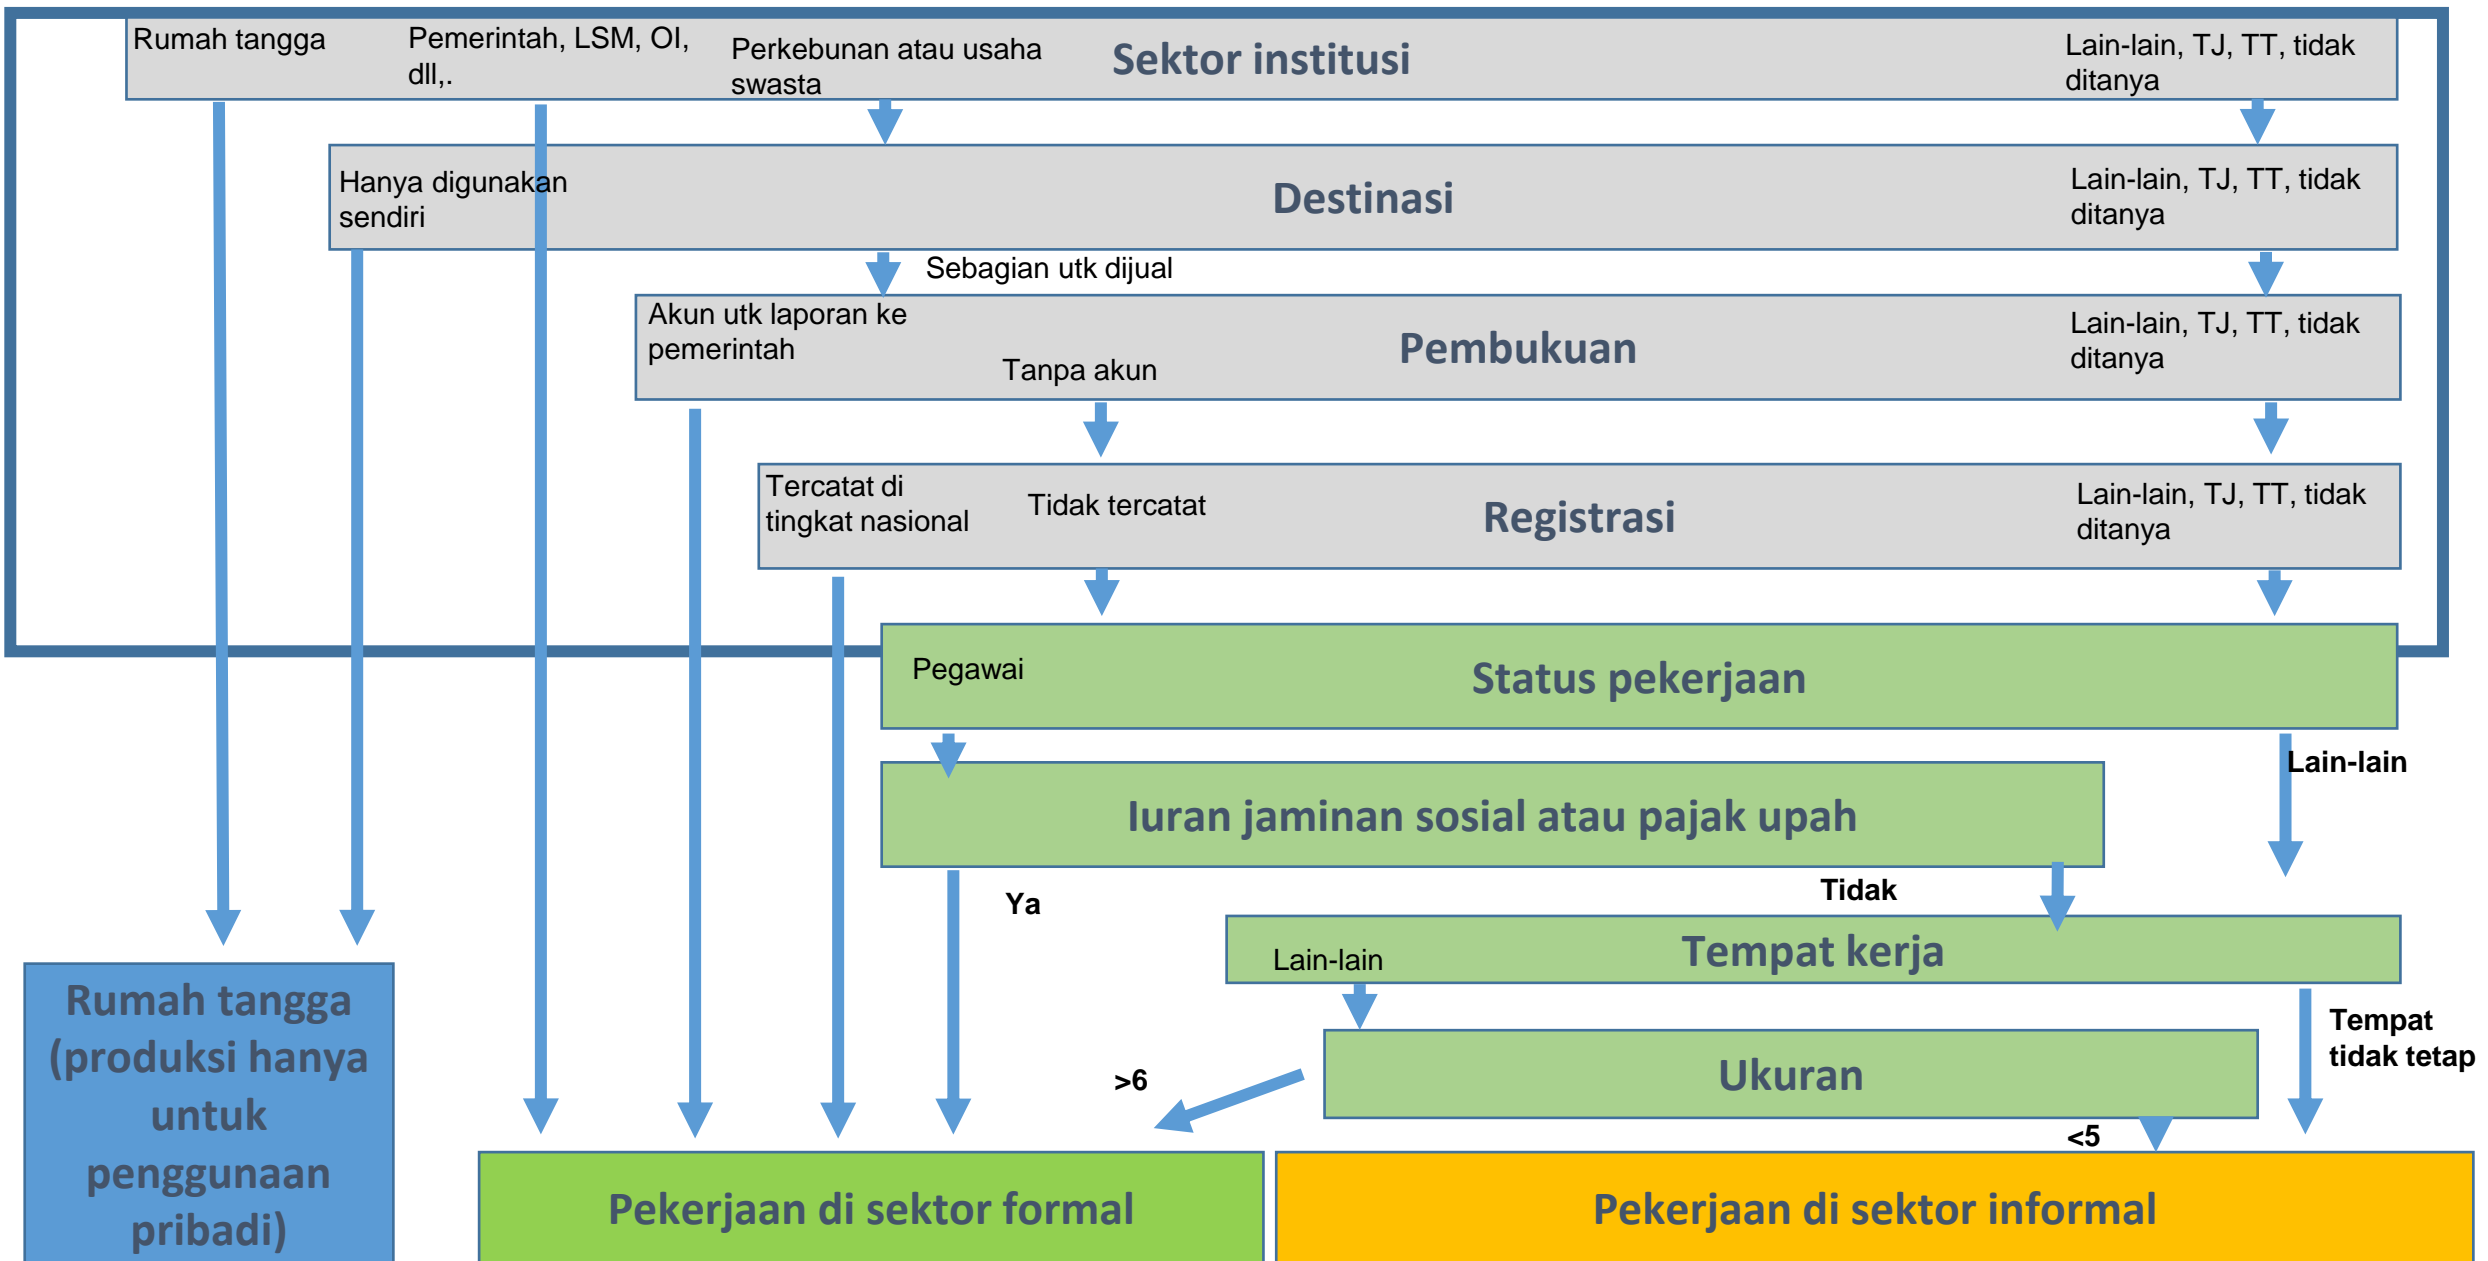 Rumah tangga
Pemerintah, LSM, OI,
dll,.
Perkebunan atau usaha
swasta
Sektor institusi
Lain-lain, TJ, TT, tidak
ditanya
Hanya digunakan
sendiri
Destinasi
Lain-lain, TJ, TT, tidak
ditanya
Sebagian utk dijual
Akun utk laporan ke
pemerintah
Tanpa akun
Pembukuan
Lain-lain, TJ, TT, tidak
ditanya
Tercatat di
tingkat nasional
Tidak tercatat
Registrasi
Lain-lain, TJ, TT, tidak
ditanya
Pegawai
Status pekerjaan
Lain-lain
Iuran jaminan sosial atau pajak upah
Ya
Tidak
Lain-lain
Tempat kerja
Tempat
tidak tetap
Ukuran
>6
<5
Rumah tangga
(produksi hanya
untuk
penggunaan
pribadi)
Pekerjaan di sektor formal
Pekerjaan di sektor informal